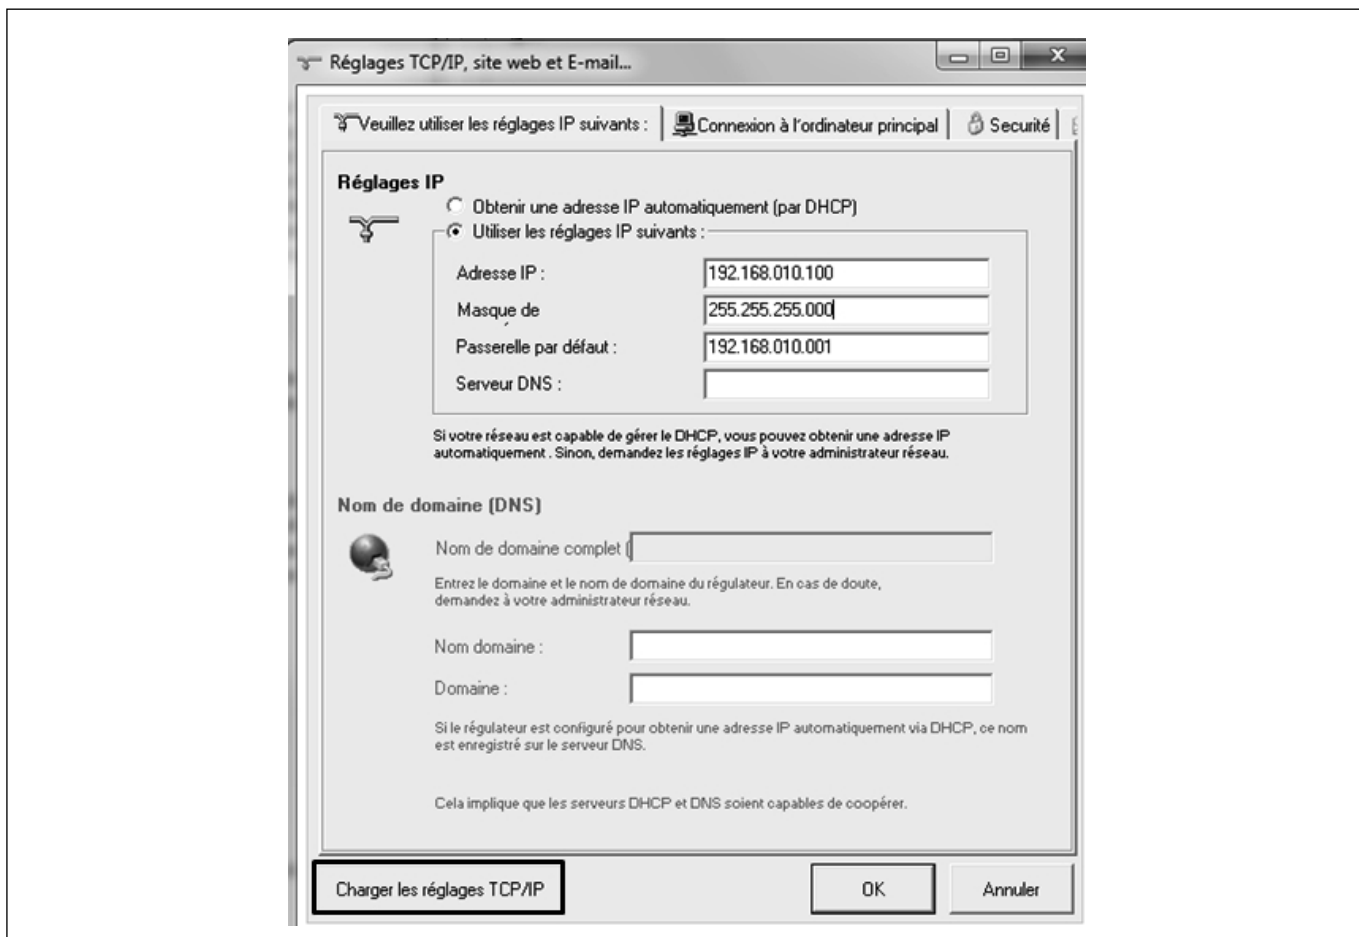 Réglages TCP/IP, site web et E-mail...
Veuillez utiliser les réglages IP suivants :
Connexion à l'ordinateur principal
Securité
Réglages IP
Obtenir une adresse IP automatiquement (par DHCP)
Utiliser les réglages IP suivants :
Adresse IP :
192.168.010.100
Masque de
255.255.255.000
Passerelle par défaut :
192.168.010.001
Serveur DNS :
Si votre réseau est capable de gérer le DHCP, vous pouvez obtenir une adresse IP
automatiquement . Sinon, demandez les réglages IP à votre administrateur réseau.
Nom de domaine (DNS)
Nom de domaine complet (
Entrez le domaine et le nom de domaine du régulateur. En cas de doute,
demandez à votre administrateur réseau.
Nom domaine :
Domaine :
Si le régulateur est configuré pour obtenir une adresse IP automatiquement via DHCP, ce nom
est enregistré sur le serveur DNS.
Cela implique que les serveurs DHCP et DNS soient capables de coopérer.
Charger les réglages TCP/IP
OK
Annuler